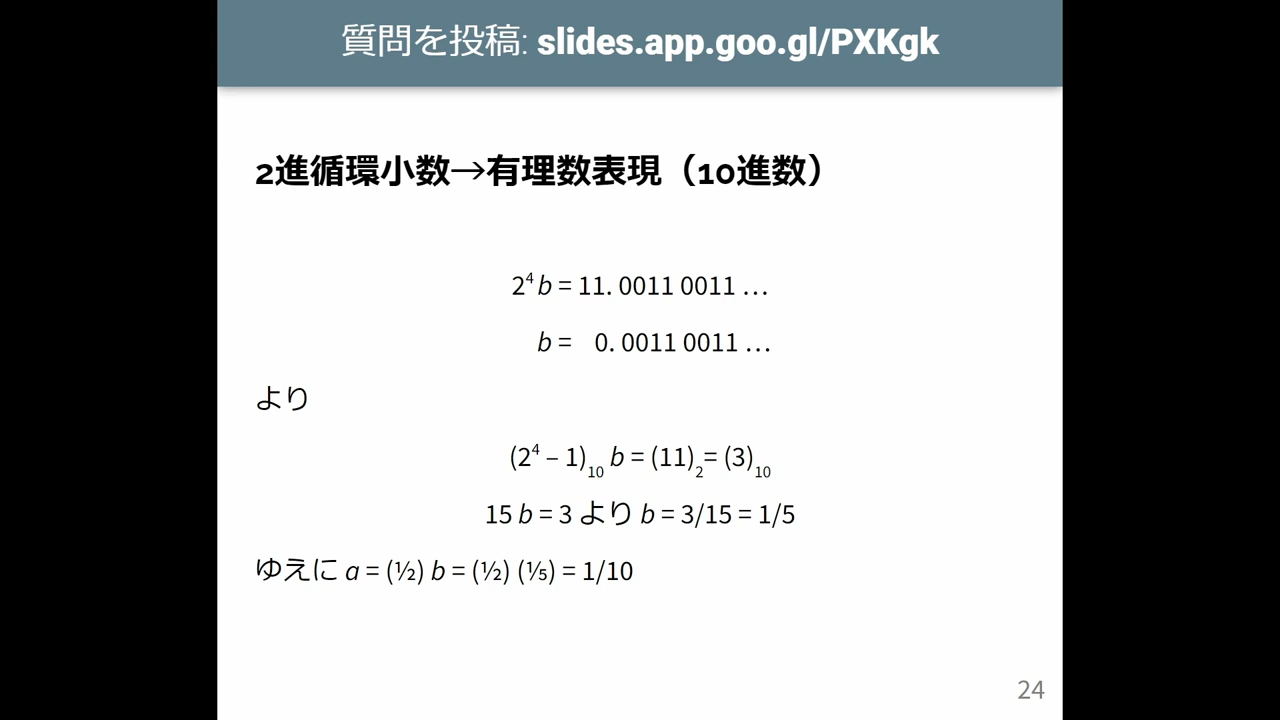 質問を投稿: slides.app.goo.gl/PXKgk
2進循環小数→有理数表現（10進数）
2⁴ b = 11. 0011 0011 …
b = 0. 0011 0011 …
より
(2⁴ – 1)₁₀ b = (11)₂= (3)₁₀
15 b = 3 より b = 3/15 = 1/5
ゆえに a = (½) b = (½) (⅕) = 1/10
24